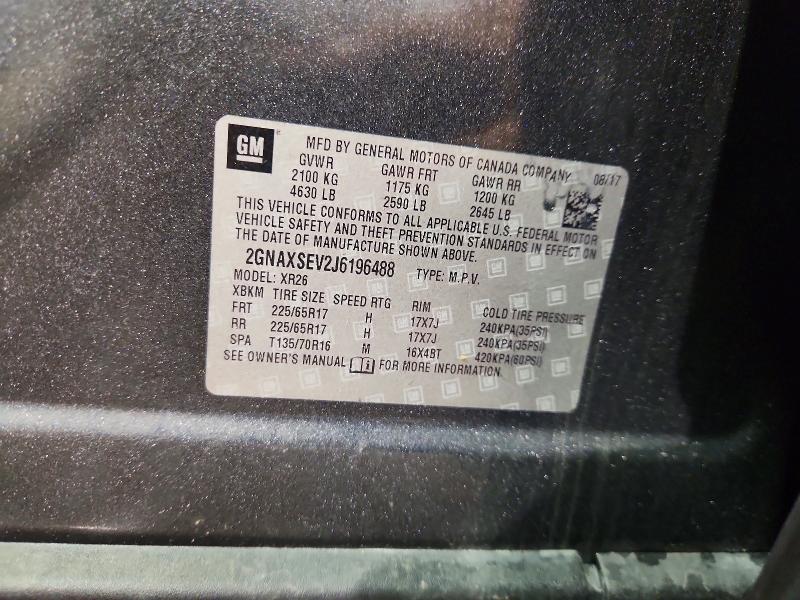 GM
MFD BY GENERAL MOTORS OF CANADA COMPANY 08/17
GVWR GAWR FRT GAWR RR
2100 KG 1175 KG 1200 KG
4630 LB 2590 LB 2645 LB
THIS VEHICLE CONFORMS TO ALL APPLICABLE U.S. FEDERAL MOTOR
VEHICLE SAFETY AND THEFT PREVENTION STANDARDS IN EFFECT ON
THE DATE OF MANUFACTURE SHOWN ABOVE.
2GNAXSEV2J6196488 TYPE: M.P.V.
MODEL: XR26
XBKM TIRE SIZE SPEED RTG RIM COLD TIRE PRESSURE
FRT 225/65R17 H 17X7J 240KPA(35PSI)
RR 225/65R17 H 17X7J 240KPA(35PSI)
SPA T135/70R16 M 16X4BT 420KPA(60PSI)
SEE OWNER'S MANUAL FOR MORE INFORMATION